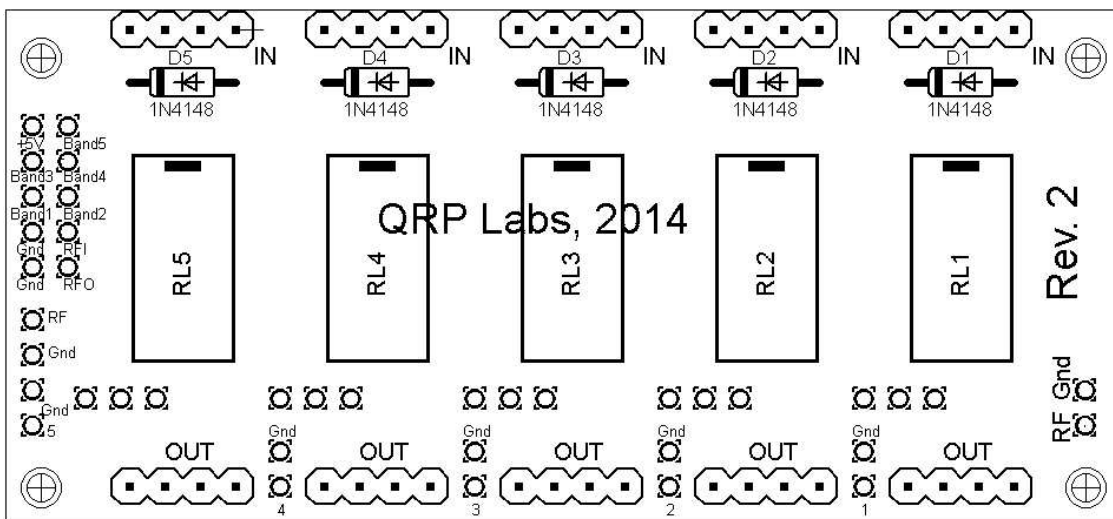 IN IN IN IN IN
D5 D4 D3 D2 D1
1N4148 1N4148 1N4148 1N4148 1N4148
+5V Band5
Band3 Band4
Band1 Band2
Gnd RFI
Gnd RFO
RF
Gnd
Gnd
5
QRP Labs, 2014
RL5
RL4
RL3
RL2
RL1
Rev. 2
RF Gnd
Gnd Gnd Gnd Gnd
OUT OUT OUT OUT OUT
4 3 2 1